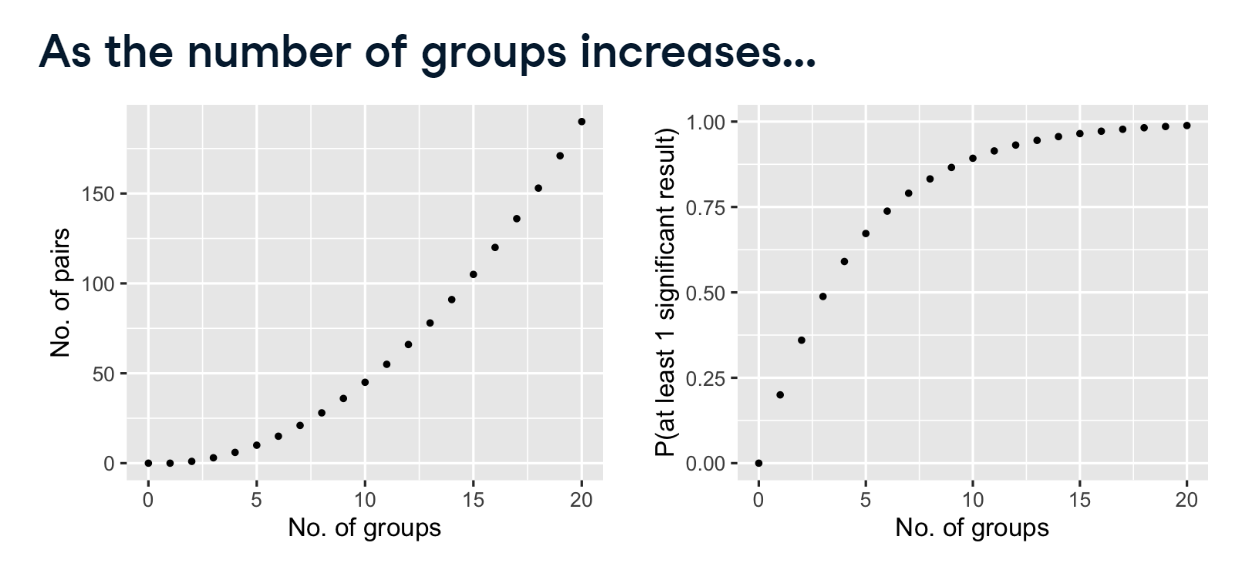 As the number of groups increases...
No. of pairs
150
100
50
0
0 5 10 15 20
No. of groups
P(at least 1 significant result)
1.00
0.75
0.50
0.25
0.00
0 5 10 15 20
No. of groups